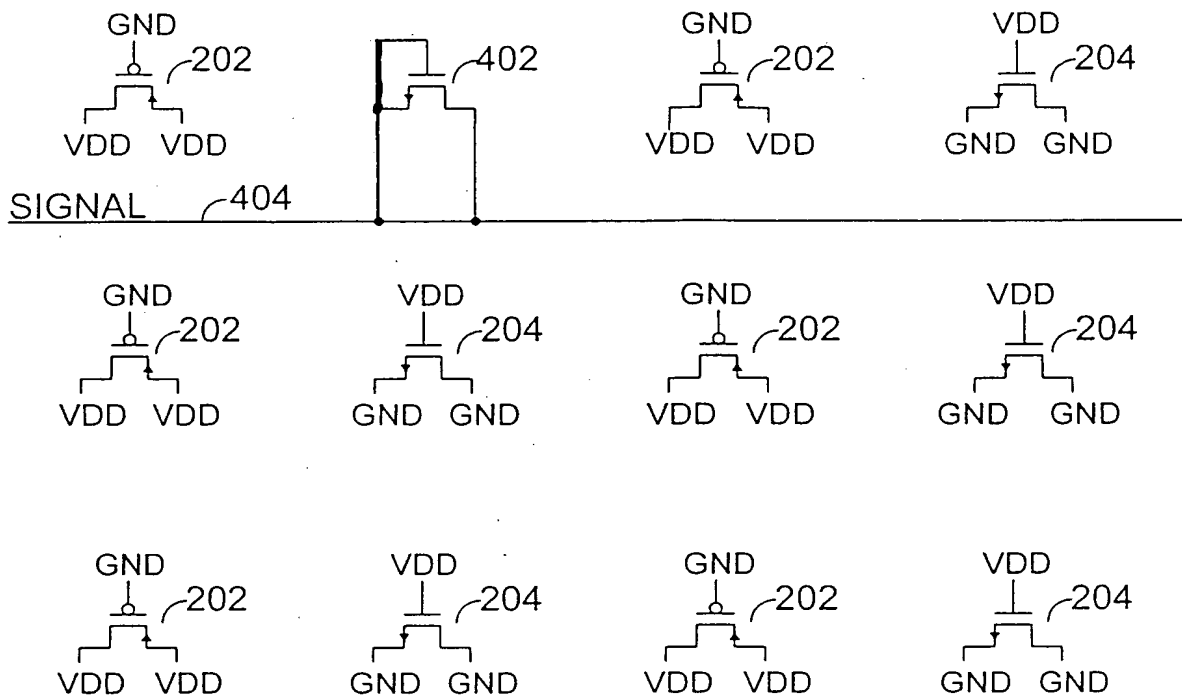 GND GND VDD
202 402 202 204
VDD VDD VDD VDD GND GND
SIGNAL 404
GND VDD GND VDD
202 204 202 204
VDD VDD GND GND VDD VDD GND GND
GND VDD GND VDD
202 204 202 204
VDD VDD GND GND VDD VDD GND GND